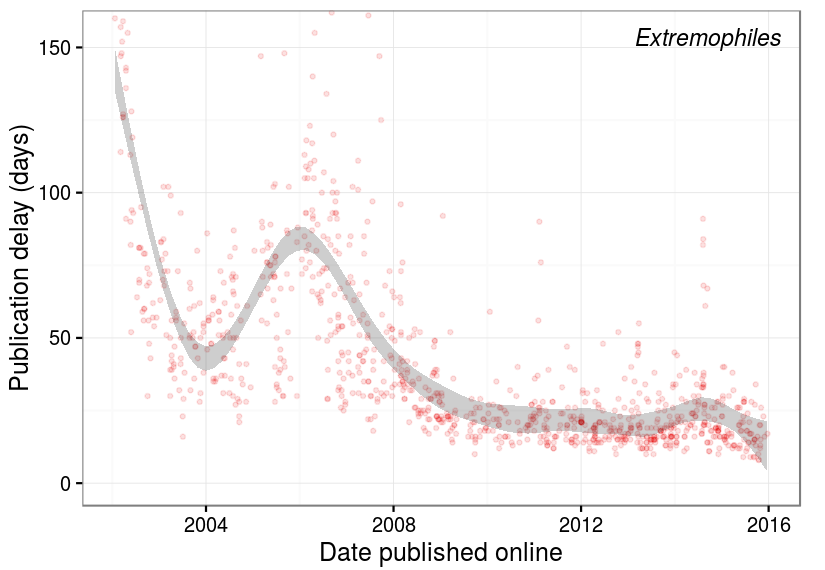 Extremophiles
Publication delay (days)
150
100
50
0
2004 2008 2012 2016
Date published online